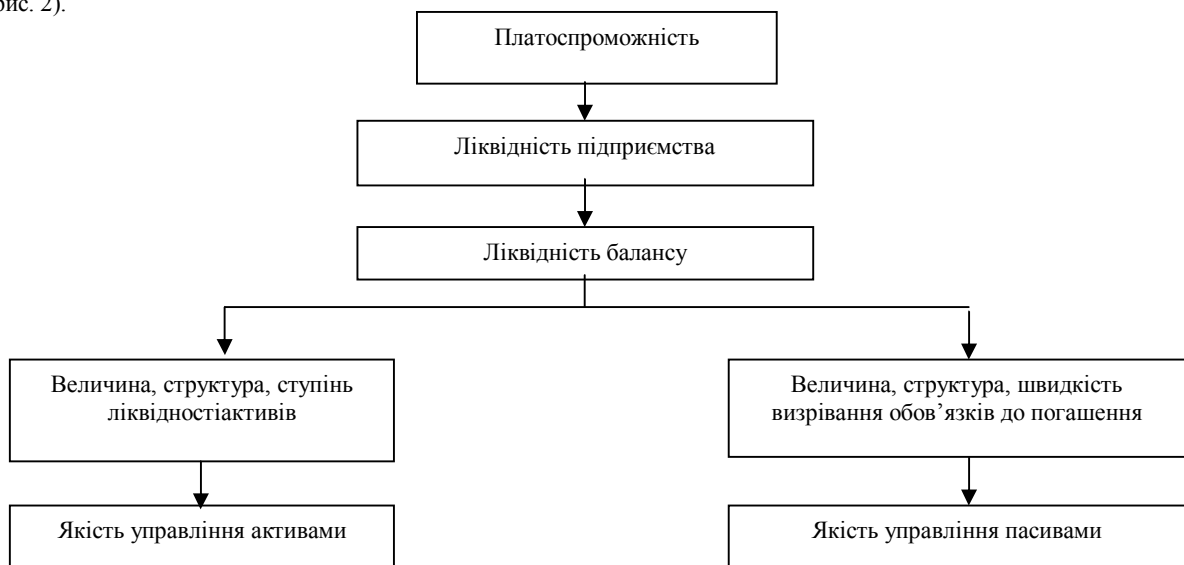 рис. 2).
Платоспроможність
Ліквідність підприємства
Ліквідність балансу
Величина, структура, ступінь
ліквідностіактивів
Величина, структура, швидкість
визрівання обов’язків до погашення
Якість управління активами
Якість управління пасивами